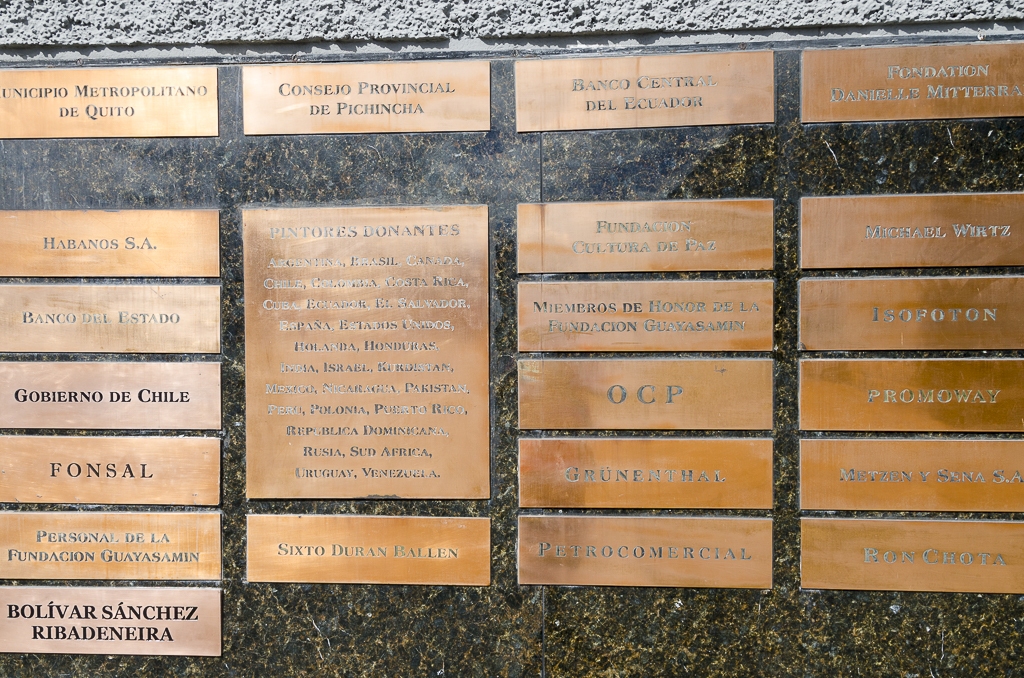 MUNICIPIO METROPOLITANO
DE QUITO
CONSEJO PROVINCIAL
DE PICHINCHA
BANCO CENTRAL
DEL ECUADOR
FONDATION
DANIELLE MITTERRA
HABANOS S.A.
BANCO DEL ESTADO
GOBIERNO DE CHILE
FONSAL
PERSONAL DE LA
FUNDACION GUAYASAMIN
BOLÍVAR SÁNCHEZ
RIBADENEIRA
PINTORES DONANTES
ARGENTINA, BRASIL, CANADA,
CHILE, COLOMBIA, COSTA RICA,
CUBA, ECUADOR, EL SALVADOR,
ESPAÑA, ESTADOS UNIDOS,
HOLANDA, HONDURAS,
INDIA, ISRAEL, KURDISTAN,
MEXICO, NICARAGUA, PAKISTAN,
PERU, POLONIA, PUERTO RICO,
REPUBLICA DOMINICANA,
RUSIA, SUD AFRICA,
URUGUAY, VENEZUELA.
SIXTO DURAN BALLEN
FUNDACION
CULTURA DE PAZ
MIEMBROS DE HONOR DE LA
FUNDACION GUAYASAMIN
OCP
GRÜNENTHAL
PETROCOMERCIAL
MICHAEL WIRTZ
ISOFOTON
PROMOWAY
METZEN Y SENA S.A
RON CHOTA